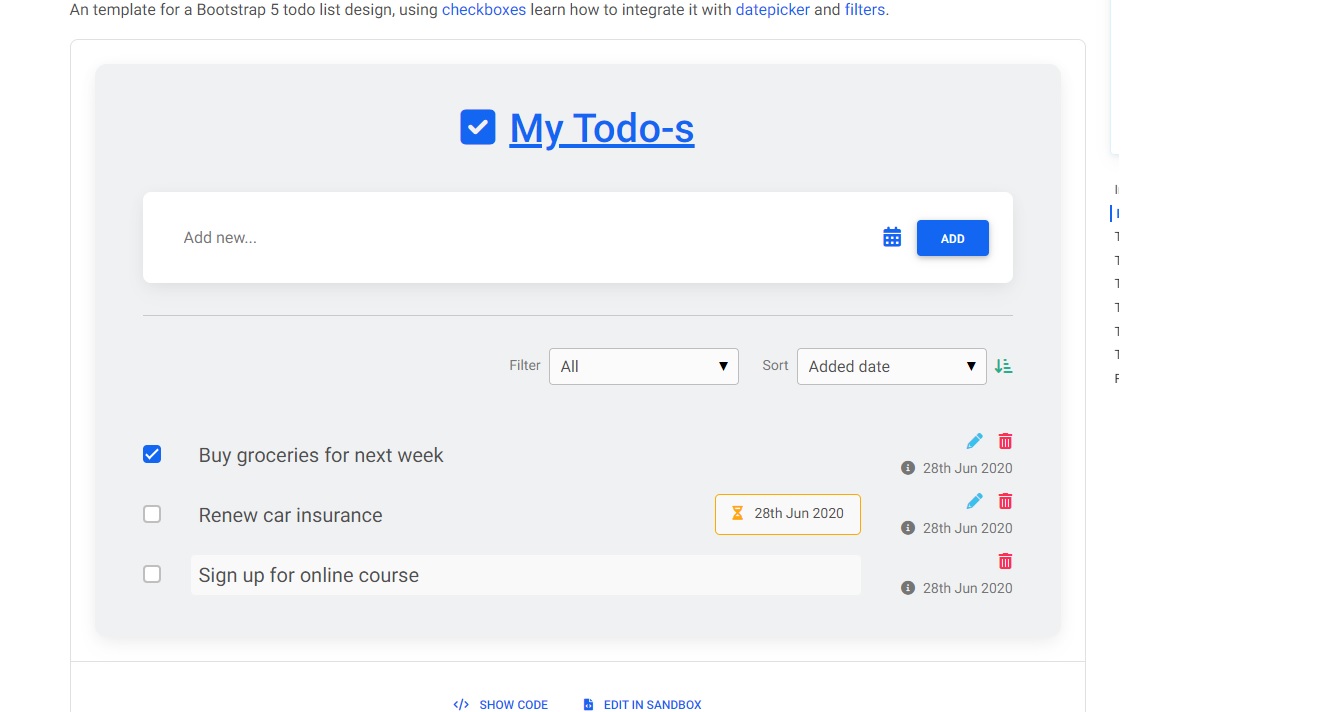 An template for a Bootstrap 5 todo list design, using checkboxes learn how to integrate it with datepicker and filters.
My Todo-s
Add new...
ADD
Filter All Sort Added date
Buy groceries for next week
28th Jun 2020
Renew car insurance 28th Jun 2020
28th Jun 2020
Sign up for online course
28th Jun 2020
SHOW CODE EDIT IN SANDBOX